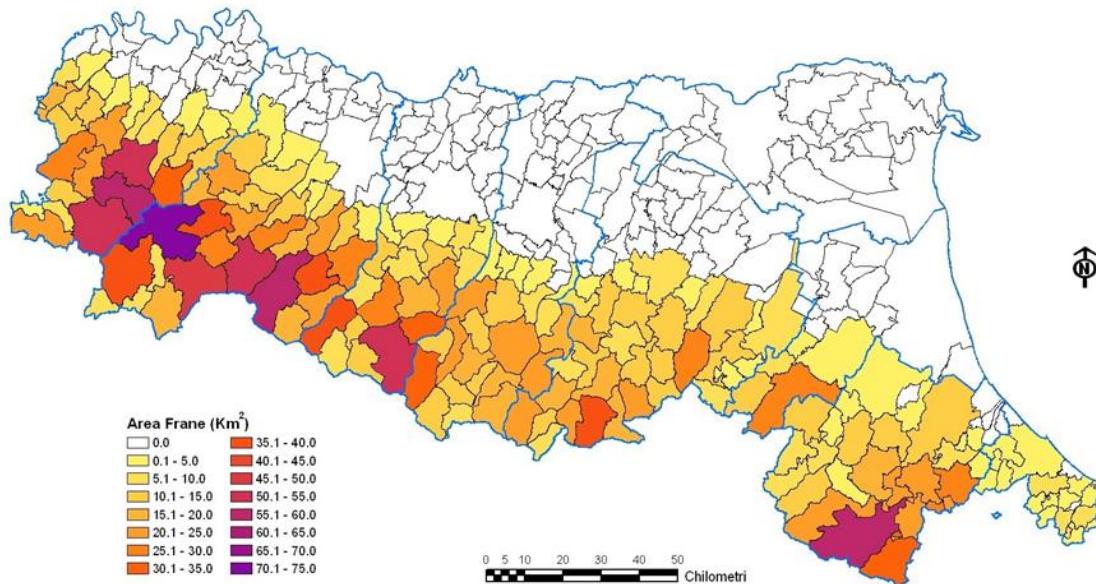 N
Area Frane (Km²)
0.0
0.1 - 5.0
5.1 - 10.0
10.1 - 15.0
15.1 - 20.0
20.1 - 25.0
25.1 - 30.0
30.1 - 35.0
35.1 - 40.0
40.1 - 45.0
45.1 - 50.0
50.1 - 55.0
55.1 - 60.0
60.1 - 65.0
65.1 - 70.0
70.1 - 75.0
0 5 10 20 30 40 50
Chilometri